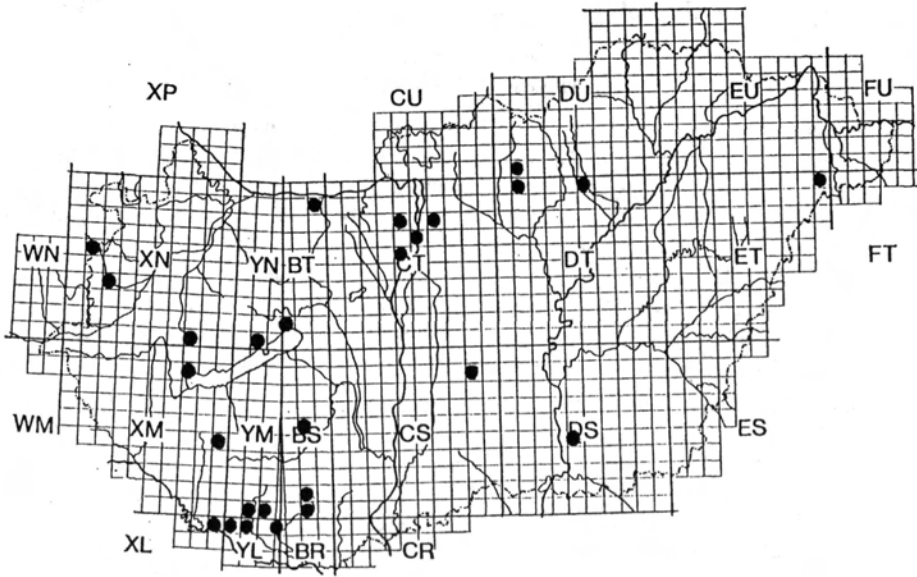 XP CU DU EU FU
WN XN YN BT CT DT ET FT
WM XM YM BS CS DS ES
XL YL BR CR